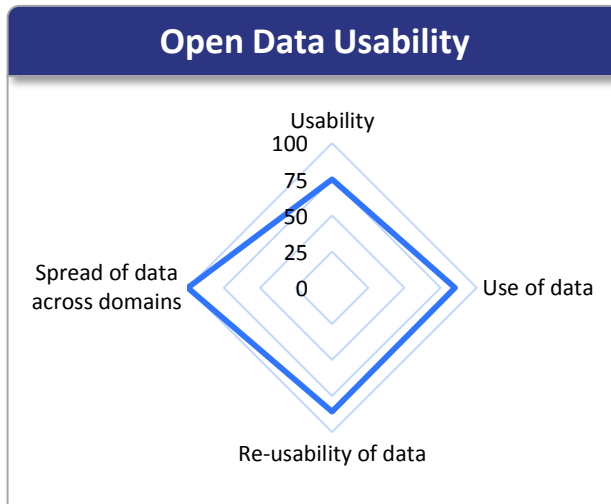 Open Data Usability
Usability
100
75
50
25
0
Spread of data
across domains
Use of data
Re-usability of data